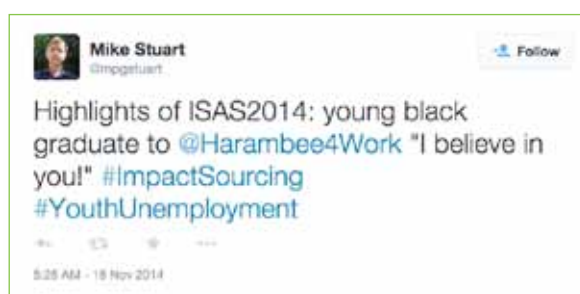 Mike Stuart
@mpgstuart
Follow
Highlights of ISAS2014: young black
graduate to @Harambee4Work "I believe in
you!" #ImpactSourcing
#YouthUnemployment
5:28 AM - 18 Nov 2014